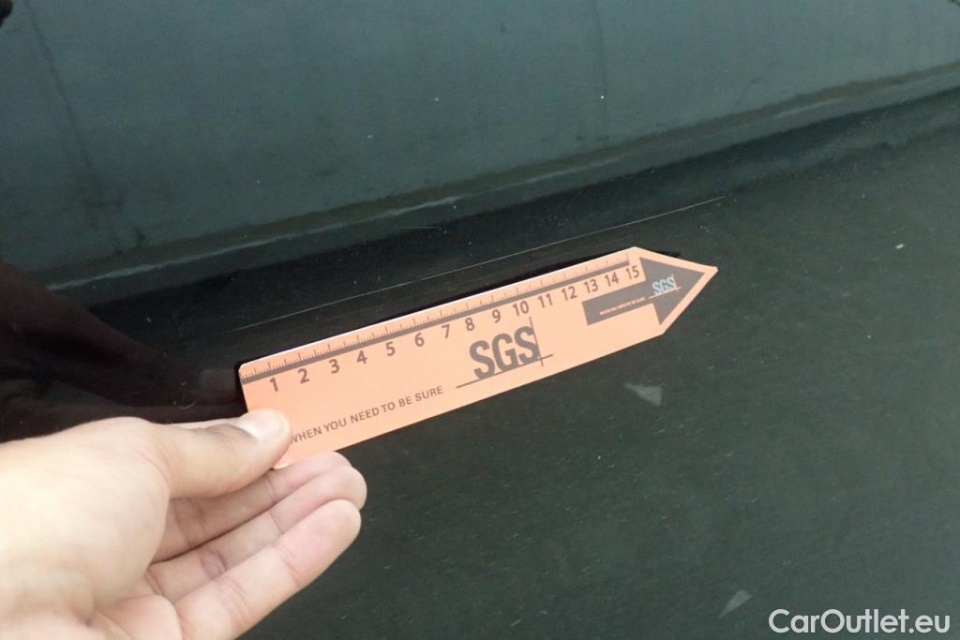 1 2 3 4 5 6 7 8 9 10 11 12 13 14 15
SGS
SGS
WHEN YOU NEED TO BE SURE
CarOutlet.eu